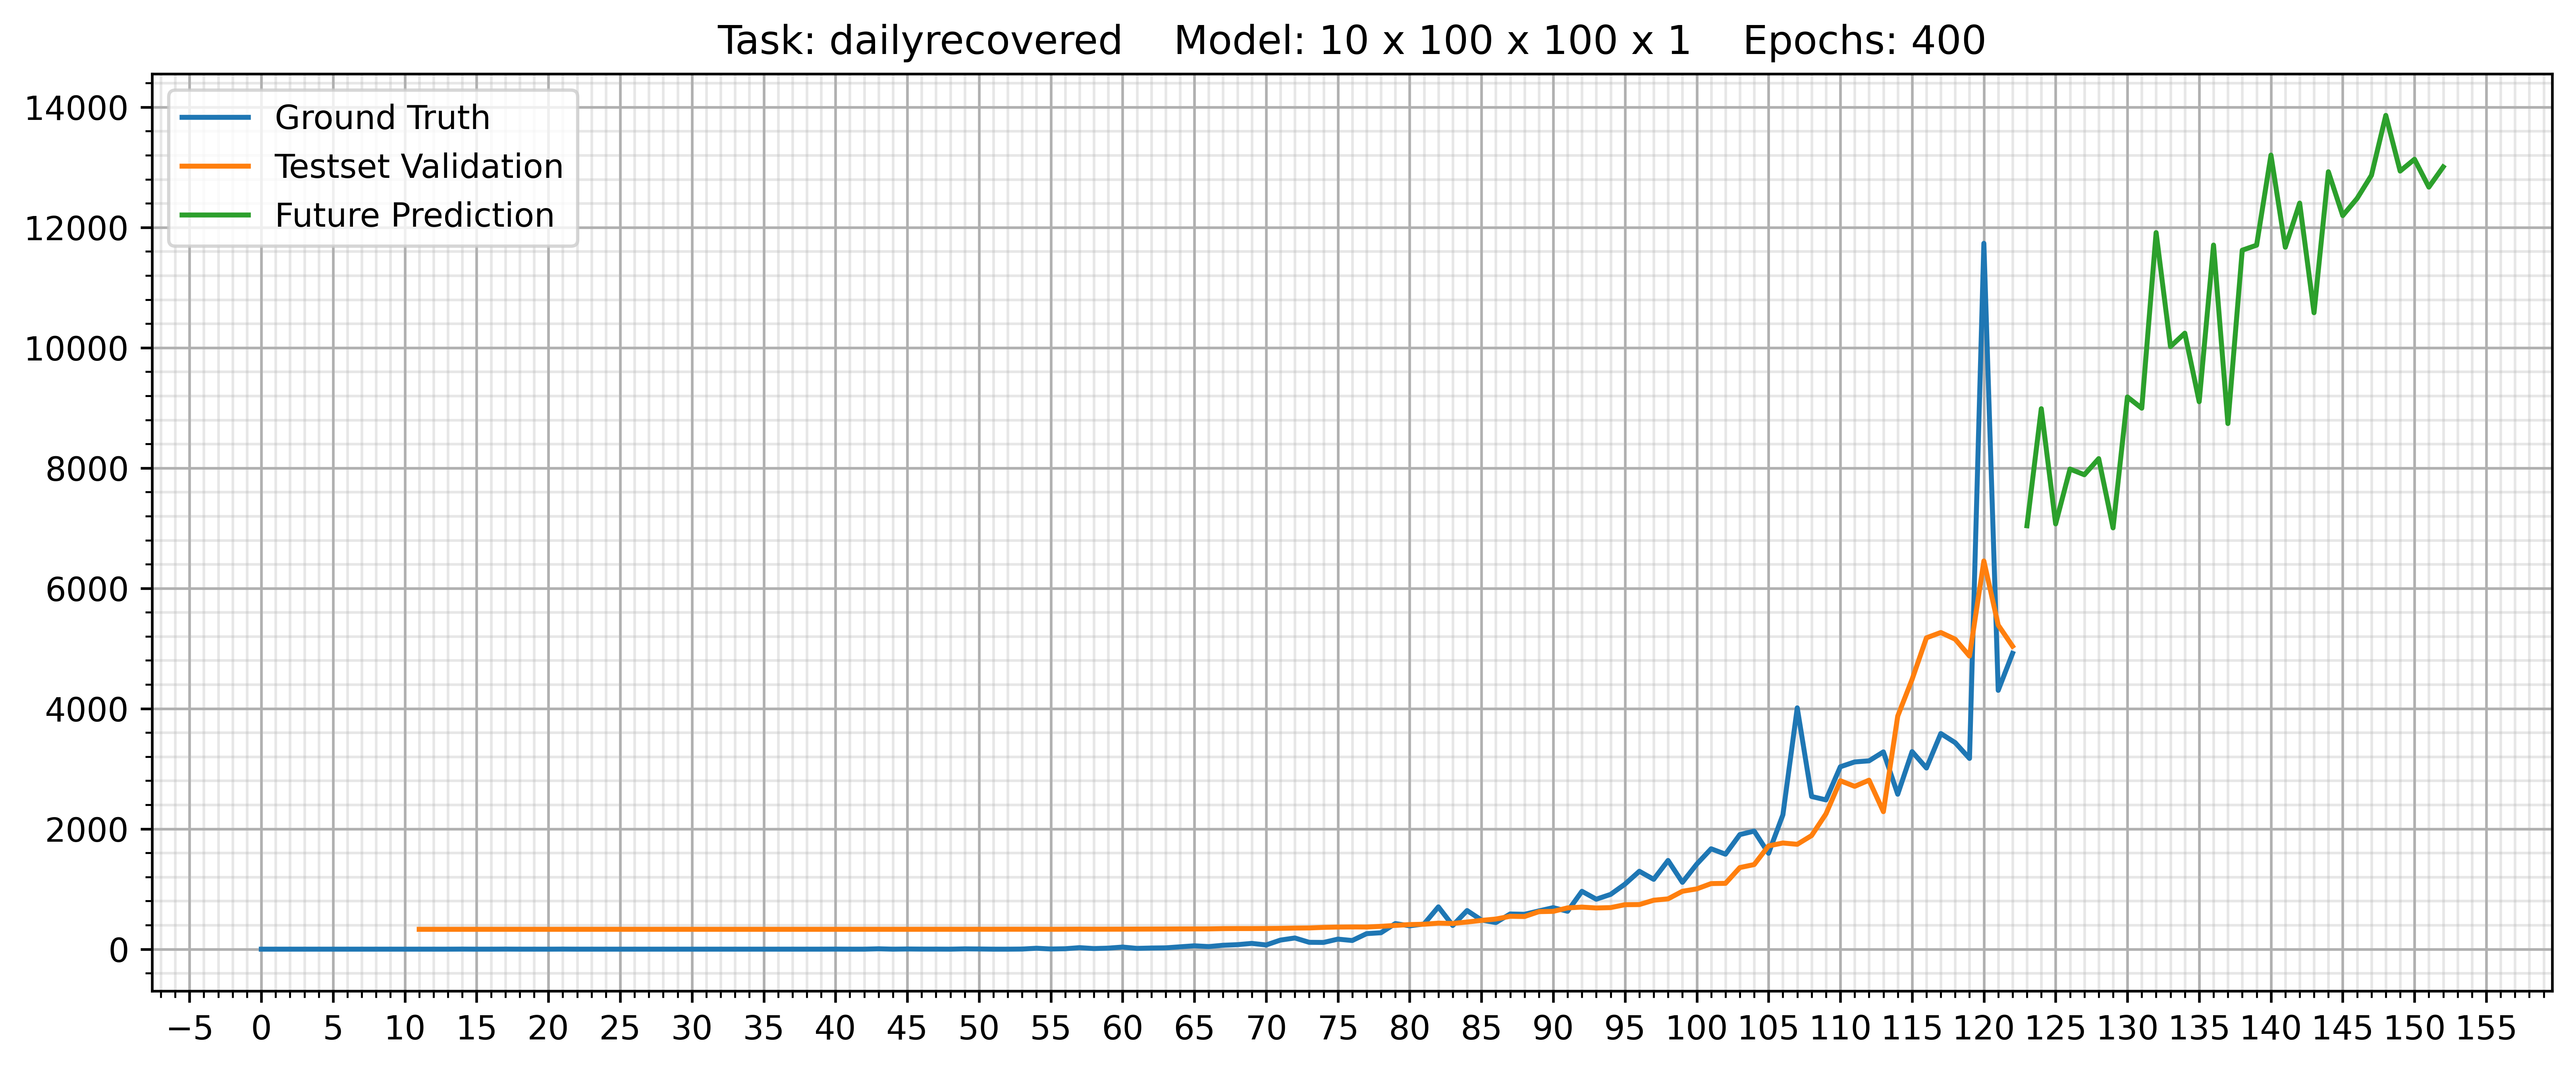 Task: dailyrecovered    Model: 10 x 100 x 100 x 1    Epochs: 400
Ground Truth
Testset Validation
Future Prediction
14000
12000
10000
8000
6000
4000
2000
0
−5 0 5 10 15 20 25 30 35 40 45 50 55 60 65 70 75 80 85 90 95 100 105 110 115 120 125 130 135 140 145 150 155